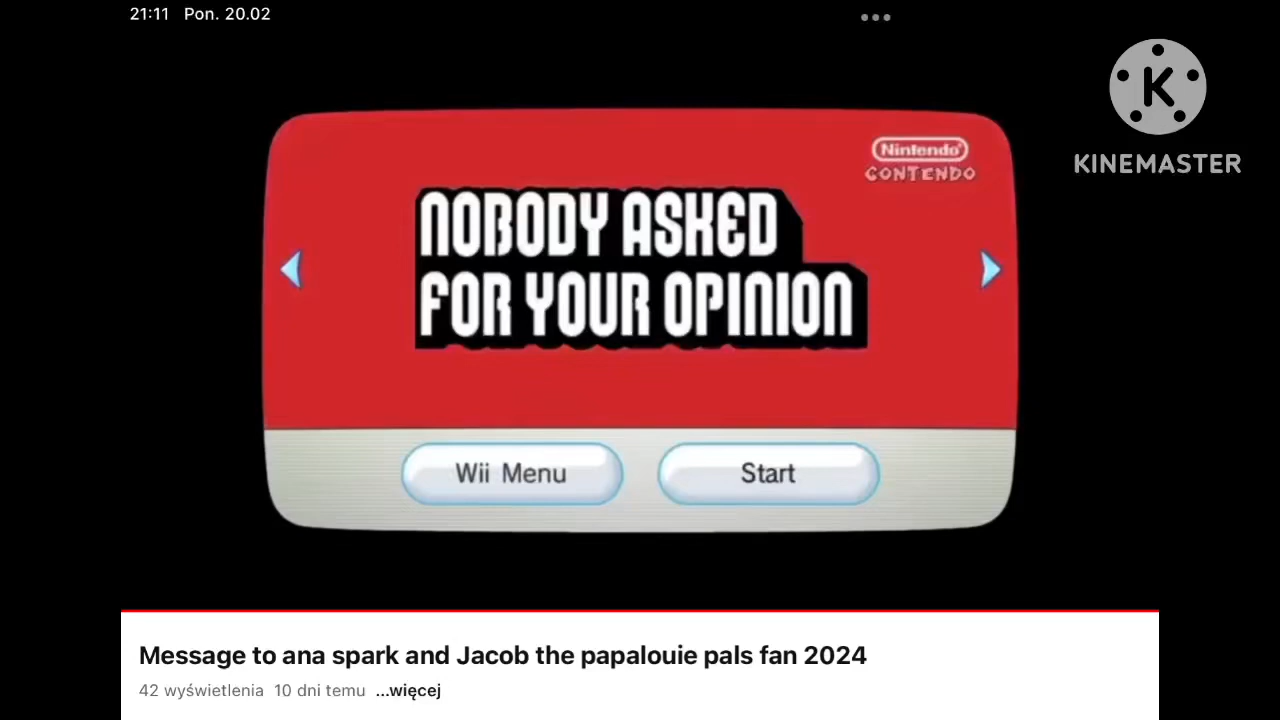 21:11 Pon. 20.02
KINEMASTER
Nintendo
CONTENDO
NOBODY ASKED
FOR YOUR OPINION
Wii Menu
Start
Message to ana spark and Jacob the papalouie pals fan 2024
42 wyświetlenia 10 dni temu ...więcej